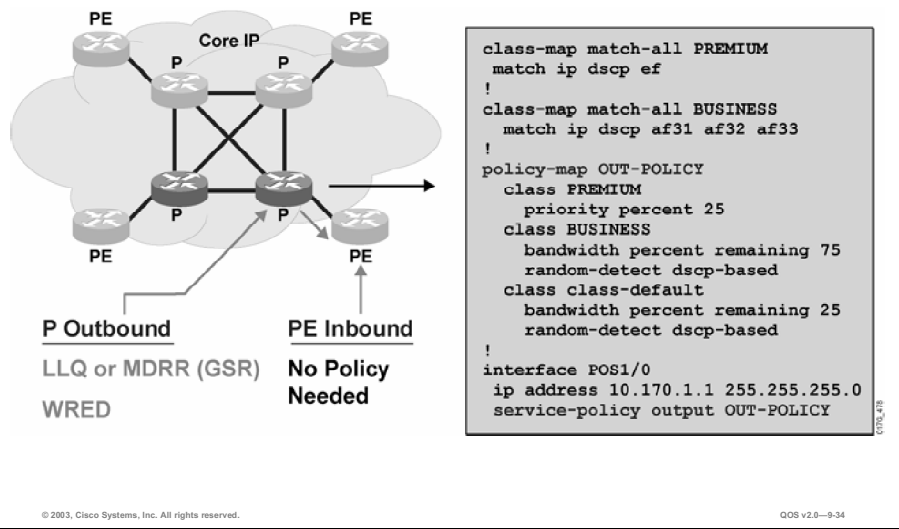 PE
PE
Core IP
P
P
P
P
PE
PE
P Outbound
LLQ or MDRR (GSR)
WRED
PE Inbound
No Policy
Needed
class-map match-all PREMIUM
match ip dscp ef
!
class-map match-all BUSINESS
match ip dscp af31 af32 af33
!
policy-map OUT-POLICY
class PREMIUM
priority percent 25
class BUSINESS
bandwidth percent remaining 75
random-detect dscp-based
class class-default
bandwidth percent remaining 25
random-detect dscp-based
!
interface POS1/0
ip address 10.170.1.1 255.255.255.0
service-policy output OUT-POLICY
017G_478
© 2003, Cisco Systems, Inc. All rights reserved.
QOS v2.0—9-34